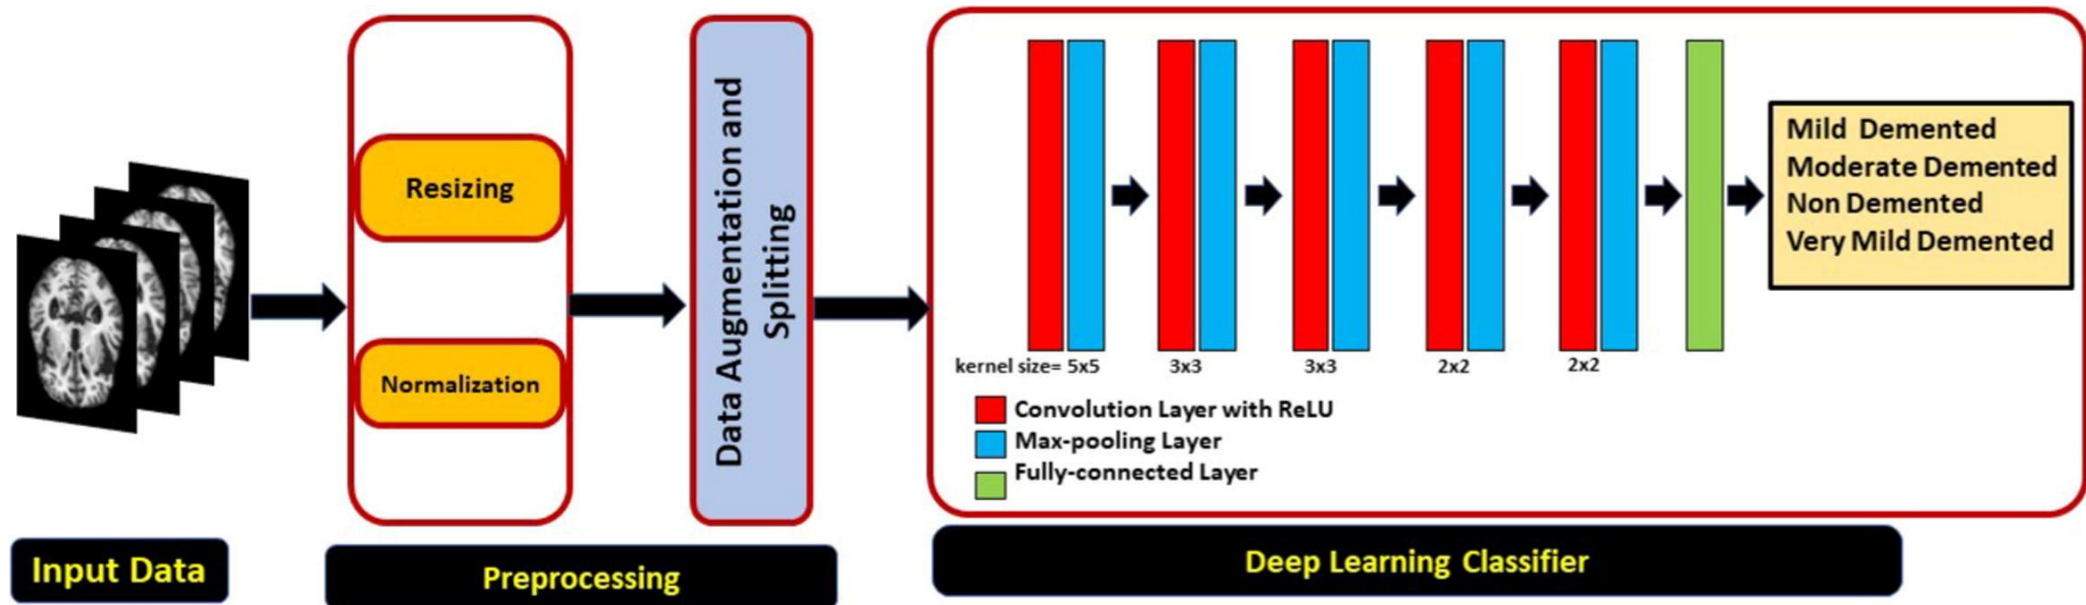 Input Data
Resizing
Normalization
Preprocessing
Data Augmentation and
Splitting
kernel size= 5x5
3x3
3x3
2x2
2x2
Convolution Layer with ReLU
Max-pooling Layer
Fully-connected Layer
Mild Demented
Moderate Demented
Non Demented
Very Mild Demented
Deep Learning Classifier